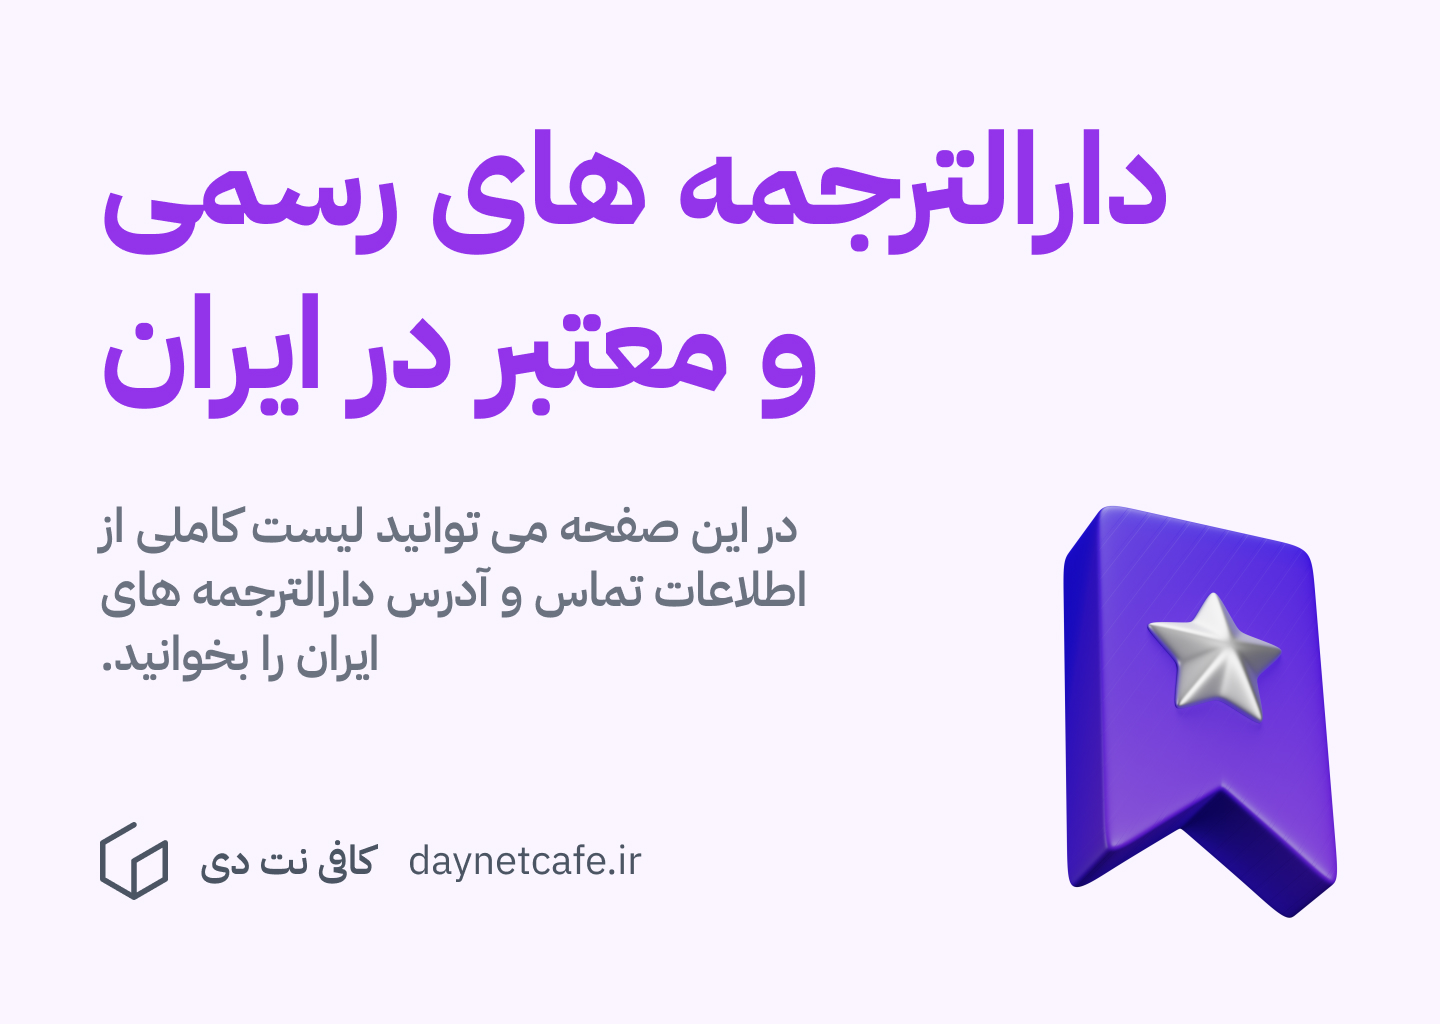 دارالترجمه های رسمی
و معتبر در ایران
در این صفحه می توانید لیست کاملی از
اطلاعات تماس و آدرس دارالترجمه های
ایران را بخوانید.
کافی نت دی daynetcafe.ir